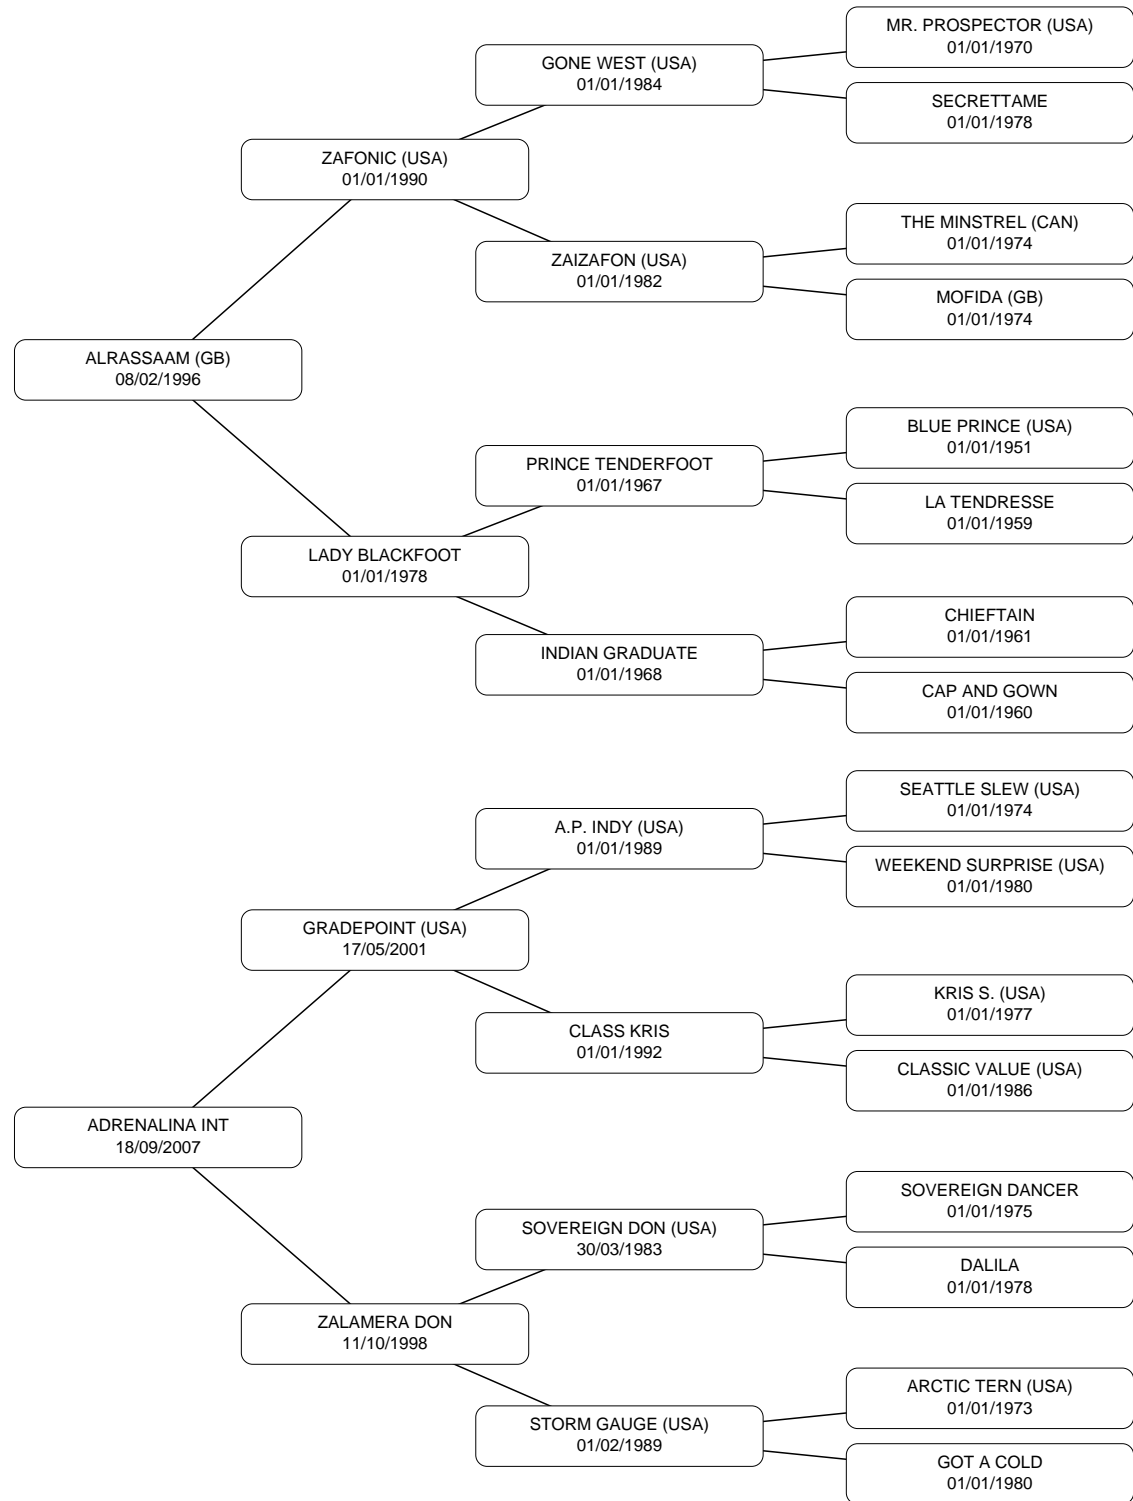 MR. PROSPECTOR (USA)
01/01/1970
GONE WEST (USA)
01/01/1984
SECRETTAME
01/01/1978
ZAFONIC (USA)
01/01/1990
THE MINSTREL (CAN)
01/01/1974
ZAIZAFON (USA)
01/01/1982
MOFIDA (GB)
01/01/1974
ALRASSAAM (GB)
08/02/1996
BLUE PRINCE (USA)
01/01/1951
PRINCE TENDERFOOT
01/01/1967
LA TENDRESSE
01/01/1959
LADY BLACKFOOT
01/01/1978
CHIEFTAIN
01/01/1961
INDIAN GRADUATE
01/01/1968
CAP AND GOWN
01/01/1960
SEATTLE SLEW (USA)
01/01/1974
A.P. INDY (USA)
01/01/1989
WEEKEND SURPRISE (USA)
01/01/1980
GRADEPOINT (USA)
17/05/2001
KRIS S. (USA)
01/01/1977
CLASS KRIS
01/01/1992
CLASSIC VALUE (USA)
01/01/1986
ADRENALINA INT
18/09/2007
SOVEREIGN DANCER
01/01/1975
SOVEREIGN DON (USA)
30/03/1983
DALILA
01/01/1978
ZALAMERA DON
11/10/1998
ARCTIC TERN (USA)
01/01/1973
STORM GAUGE (USA)
01/02/1989
GOT A COLD
01/01/1980